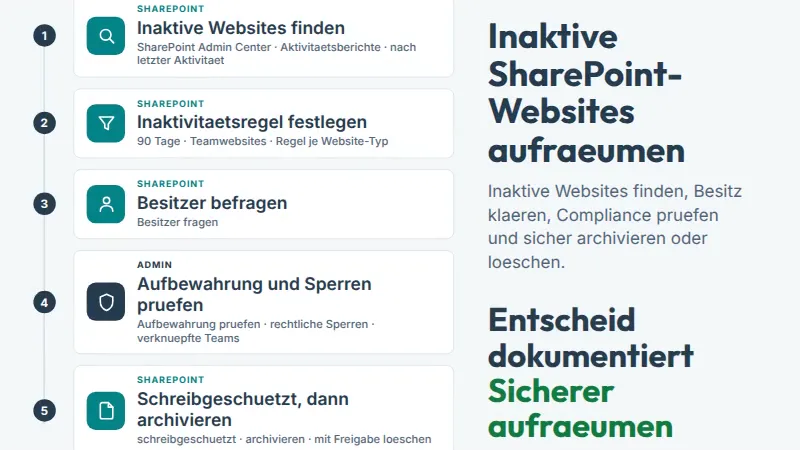 1
SHAREPOINT
Inaktive Websites finden
SharePoint Admin Center · Aktivitaetsberichte · nach
letzter Aktivitaet
2
SHAREPOINT
Inaktivitaetsregel festlegen
90 Tage · Teamwebsites · Regel je Website-Typ
3
SHAREPOINT
Besitzer befragen
Besitzer fragen
4
ADMIN
Aufbewahrung und Sperren
pruefen
Aufbewahrung pruefen · rechtliche Sperren ·
verknuepfte Teams
5
SHAREPOINT
Schreibgeschuetzt, dann
archivieren
schreibgeschuetzt · archivieren · mit Freigabe loeschen
Inaktive
SharePoint-
Websites
aufraeumen
Inaktive Websites finden, Besitz
klaeren, Compliance pruefen
und sicher archivieren oder
loeschen.
Entscheid
dokumentiert
Sicherer
aufraeumen